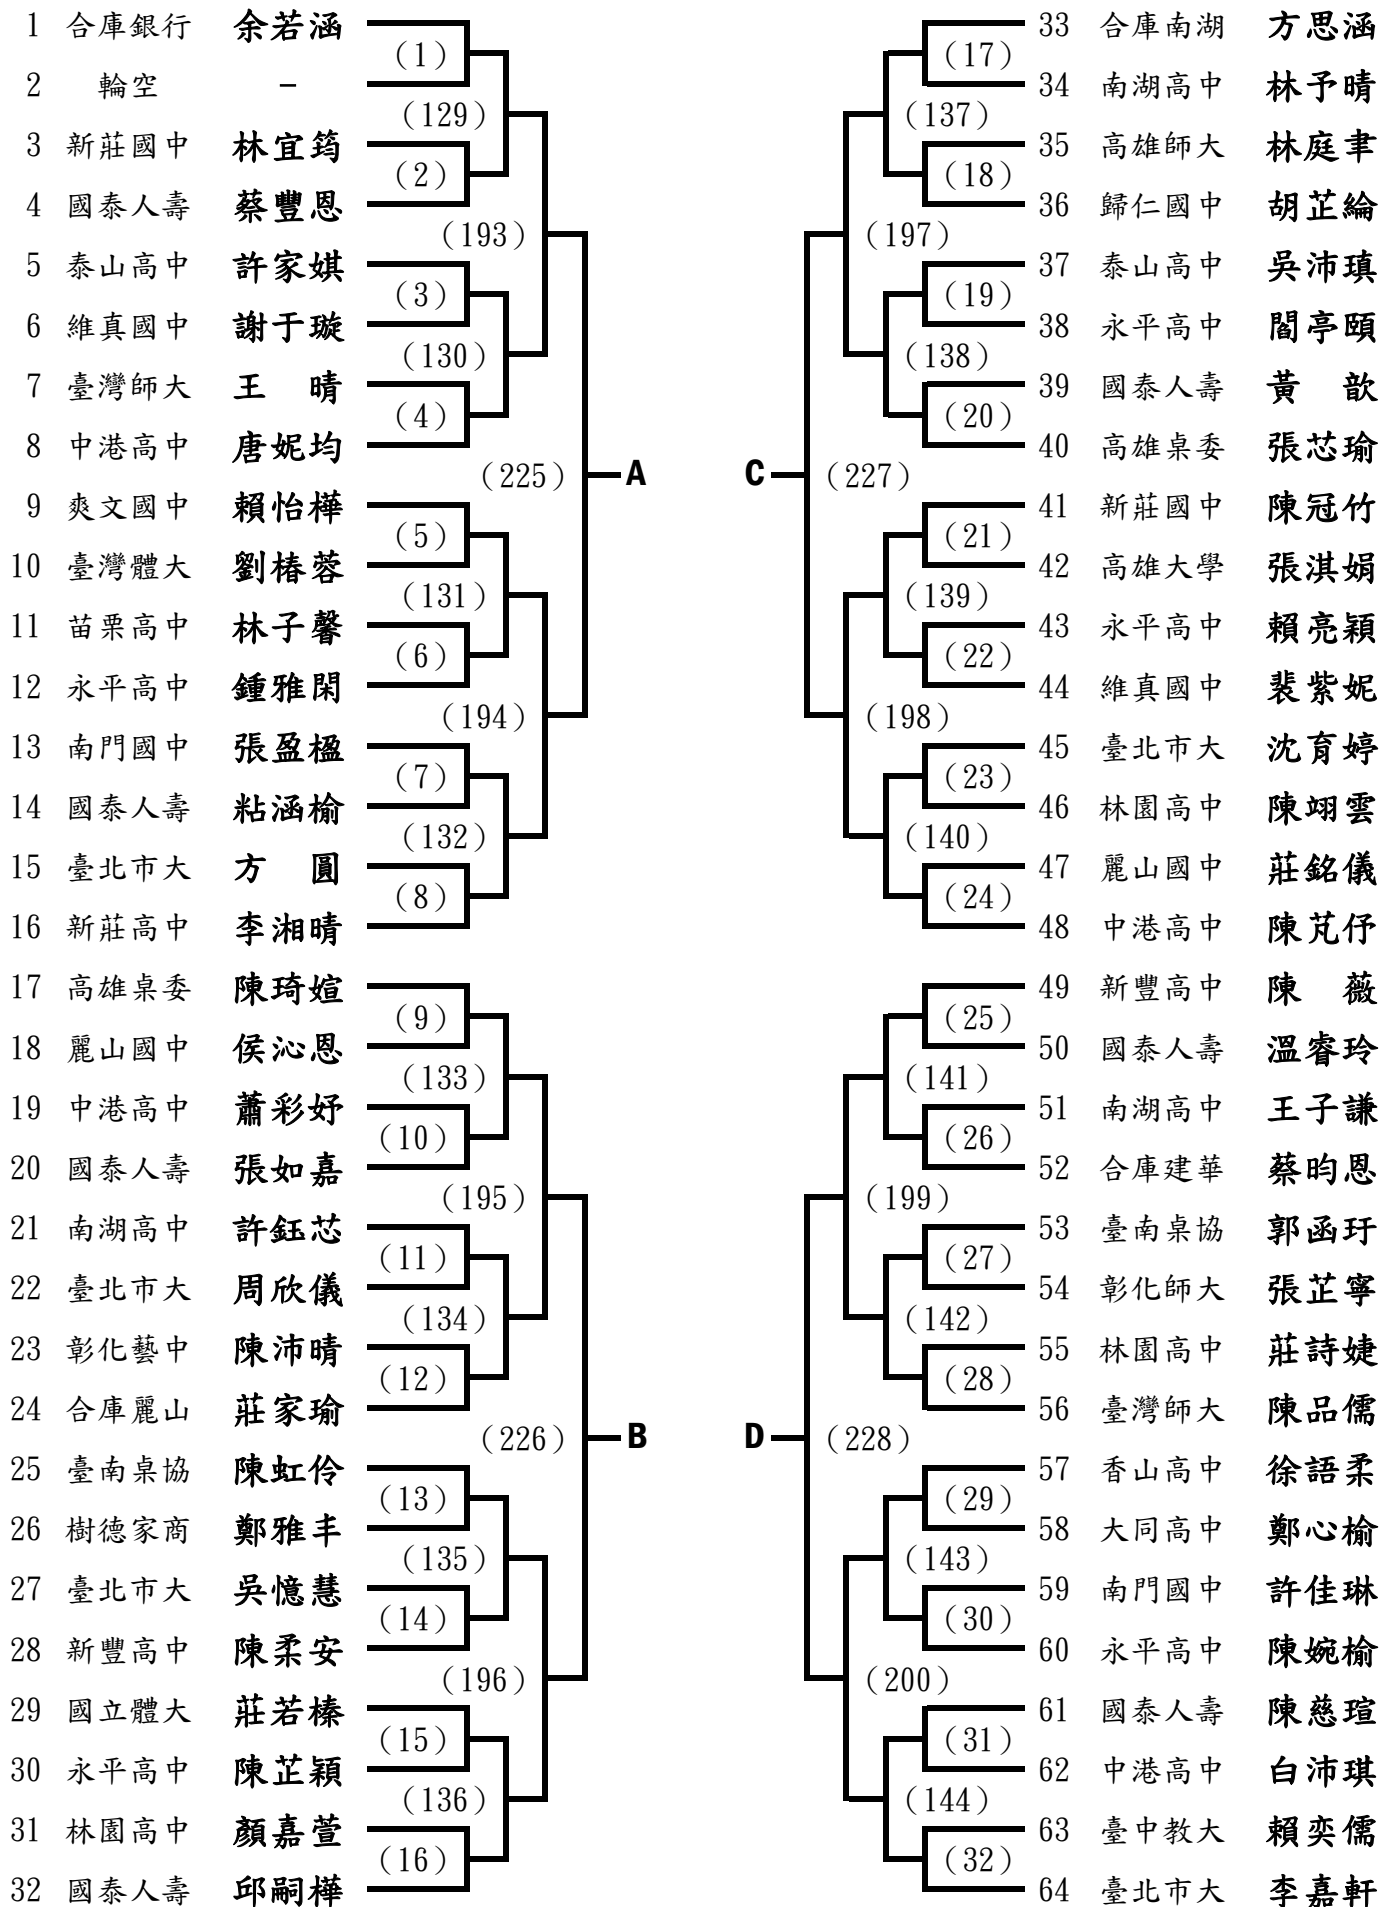 1 合庫銀行 余若涵
(1)
2 輪空 -
(129)
3 新莊國中 林宜筠
(2)
4 國泰人壽 蔡豐恩
(193)
5 泰山高中 許家媜
(3)
6 維真國中 謝于璇
(130)
7 臺灣師大 王 晴
(4)
8 中港高中 唐妮均
(225) A
9 爽文國中 賴怡樺
(5)
10 臺灣體大 劉椿蓉
(131)
11 苗栗高中 林子馨
(6)
12 永平高中 鍾雅閑
(194)
13 南門國中 張盈楹
(7)
14 國泰人壽 粘涵榆
(132)
15 臺北市大 方 圓
(8)
16 新莊高中 李湘晴
17 高雄桌委 陳琦媗
(9)
18 麗山國中 侯沁恩
(133)
19 中港高中 蕭彩妤
(10)
20 國泰人壽 張如嘉
(195)
21 南湖高中 許鈺芯
(11)
22 臺北市大 周欣儀
(134)
23 彰化藝中 陳沛晴
(12)
24 合庫麗山 莊家瑜
(226) B
25 臺南桌協 陳虹伶
(13)
26 樹德家商 鄭雅丰
(135)
27 臺北市大 吳憶慧
(14)
28 新豐高中 陳柔安
(196)
29 國立體大 莊若榛
(15)
30 永平高中 陳芷穎
(136)
31 林園高中 顏嘉萱
(16)
32 國泰人壽 邱嗣樺
33 合庫南湖 方思涵
(17)
34 南湖高中 林予晴
(137)
35 高雄師大 林庭聿
(18)
36 歸仁國中 胡芷綸
(197)
37 泰山高中 吳沛瑱
(19)
38 永平高中 閻亭頤
(138)
39 國泰人壽 黃 歆
(20)
40 高雄桌委 張芯瑜
C (227)
41 新莊國中 陳冠竹
(21)
42 高雄大學 張淇娟
(139)
43 永平高中 賴亮穎
(22)
44 維真國中 裴紫妮
(198)
45 臺北市大 沈育婷
(23)
46 林園高中 陳翊雲
(140)
47 麗山國中 莊銘儀
(24)
48 中港高中 陳芃伃
49 新豐高中 陳 薇
(25)
50 國泰人壽 溫睿玲
(141)
51 南湖高中 王子謙
(26)
52 合庫建華 蔡昀恩
(199)
53 臺南桌協 郭函玗
(27)
54 彰化師大 張芷寧
(142)
55 林園高中 莊詩婕
(28)
56 臺灣師大 陳品儒
D (228)
57 香山高中 徐語柔
(29)
58 大同高中 鄭心榆
(143)
59 南門國中 許佳琳
(30)
60 永平高中 陳婉榆
(200)
61 國泰人壽 陳慈瑄
(31)
62 中港高中 白沛琪
(144)
63 臺中教大 賴奕儒
(32)
64 臺北市大 李嘉軒